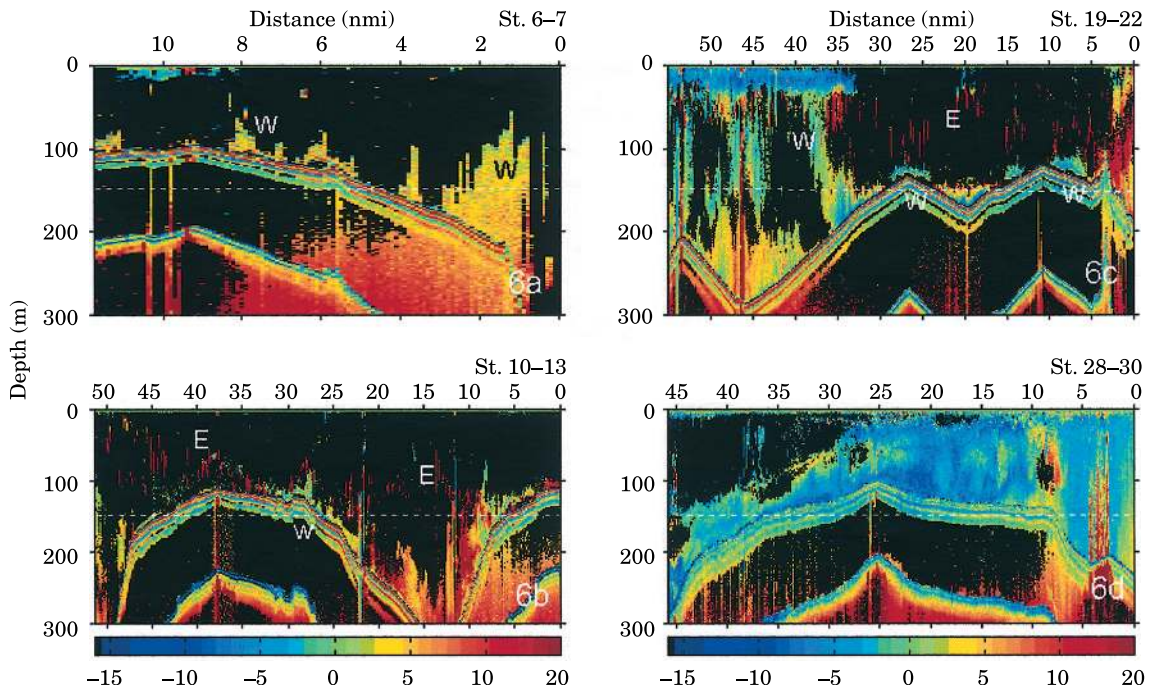 Distance (nmi) St. 6–7
10 8 6 4 2 0
0
100
200
300
W
W
6a
Distance (nmi) St. 19–22
50 45 40 35 30 25 20 15 10 5 0
0
100
200
300
W
E
W
W
6c
Depth (m)
St. 10–13
50 45 40 35 30 25 20 15 10 5 0
0
100
200
300
E
E
W
6b
–15 –10 –5 0 5 10 20
St. 28–30
45 40 35 30 25 20 15 10 5 0
0
100
200
300
6d
–15 –10 –5 0 5 10 20